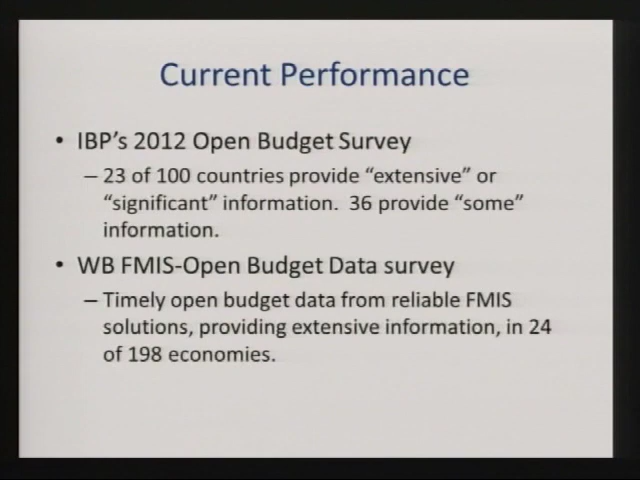 Current Performance
• IBP's 2012 Open Budget Survey
– 23 of 100 countries provide “extensive” or
“significant” information.  36 provide “some”
information.
• WB FMIS-Open Budget Data survey
– Timely open budget data from reliable FMIS
solutions, providing extensive information, in 24
of 198 economies.